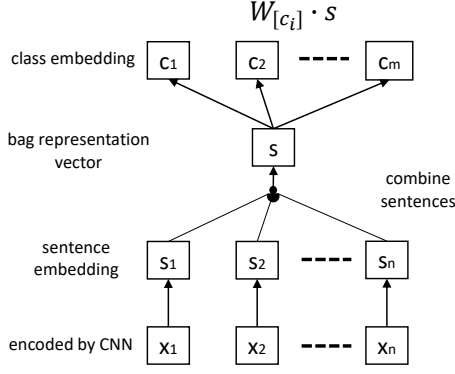 W[cᵢ] · s
class embedding c1 c2 cm
bag representation
vector
s
combine
sentences
sentence
embedding
s1 s2 sn
encoded by CNN x1 x2 xn